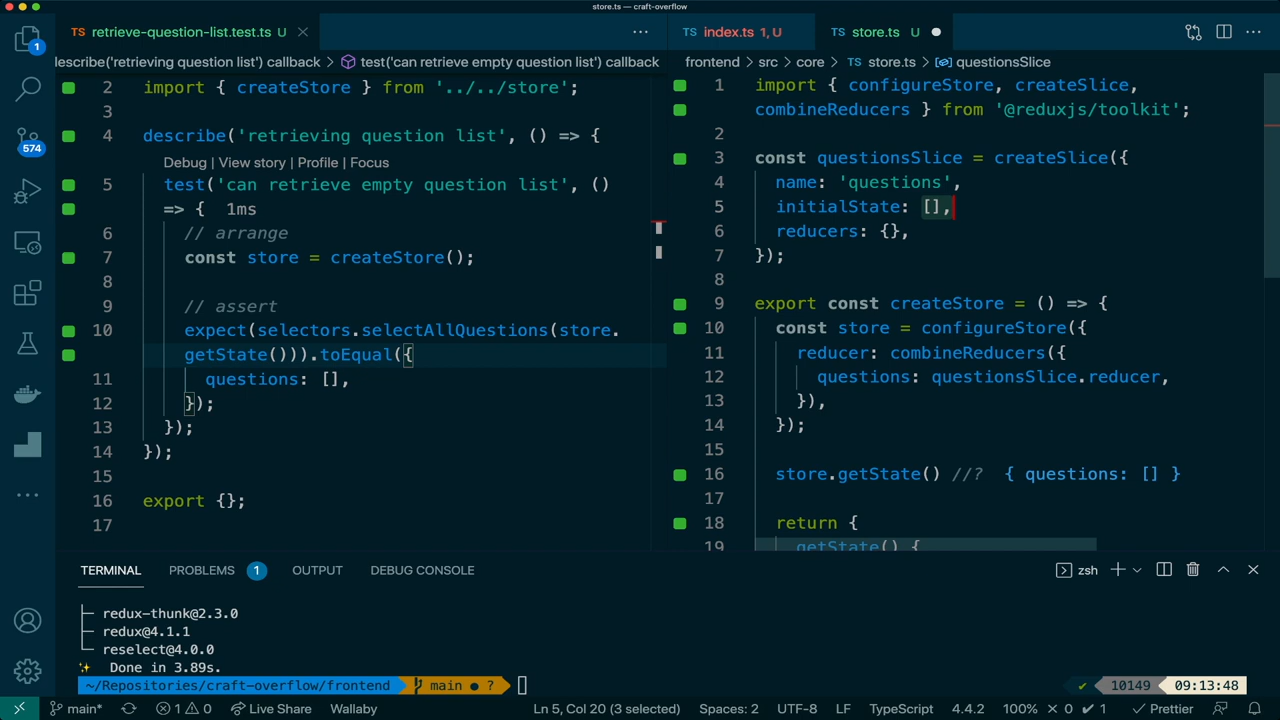 store.ts — craft-overflow
TS retrieve-question-list.test.ts U
TS index.ts 1, U
TS store.ts U
describe('retrieving question list') callback > test('can retrieve empty question list') callback
frontend > src > core > TS store.ts > questionsSlice
1
574
2 import { createStore } from '../../store';
3
4 describe('retrieving question list', () => {
Debug | View story | Profile | Focus
5 test('can retrieve empty question list', ()
=> { 1ms
6 // arrange
7 const store = createStore();
8
9 // assert
10 expect(selectors.selectAllQuestions(store.
getState())).toEqual({
11 questions: [],
12 });
13 });
14 });
15
16 export {};
17
1 import { configureStore, createSlice,
combineReducers } from '@reduxjs/toolkit';
2
3 const questionsSlice = createSlice({
4 name: 'questions',
5 initialState: [],
6 reducers: {},
7 });
8
9 export const createStore = () => {
10 const store = configureStore({
11 reducer: combineReducers({
12 questions: questionsSlice.reducer,
13 }),
14 });
15
16 store.getState() //? { questions: [] }
17
18 return {
19 getState() {
TERMINAL PROBLEMS 1 OUTPUT DEBUG CONSOLE
zsh
├─ redux-thunk@2.3.0
├─ redux@4.1.1
└─ reselect@4.0.0
✨ Done in 3.89s.
~/Repositories/craft-overflow/frontend main ● ? ✔ 10149 09:13:48
main* 1 0 Live Share Wallaby Ln 5, Col 20 (3 selected) Spaces: 2 UTF-8 LF TypeScript 4.4.2 100% × 0 ✓ 1 Prettier